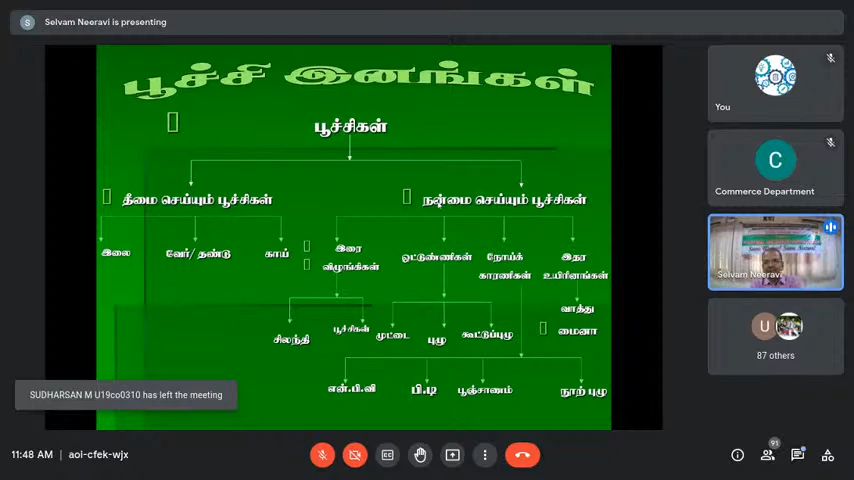 S Selvam Neeravi is presenting
பூச்சி இனங்கள்
பூச்சிகள்
தீமை செய்யும் பூச்சிகள்
நன்மை செய்யும் பூச்சிகள்
இலை
வேர்/தண்டு
காய்
இரை
விழுங்கிகள்
ஒட்டுண்ணிகள்
நோய்க்
காரணிகள்
இதர
உயிரினங்கள்
சிலந்தி
பூச்சிகள்
முட்டை
புழு
கூட்டுப்புழு
வாத்து
மைனா
என்.பி.வி
பி.டி
பூஞ்சாணம்
நூற் புழு
You
C
Commerce Department
Selvam Neeravi
U
87 others
SUDHARSAN M U19co0310 has left the meeting
11:48 AM | aoi-cfek-wjx
91